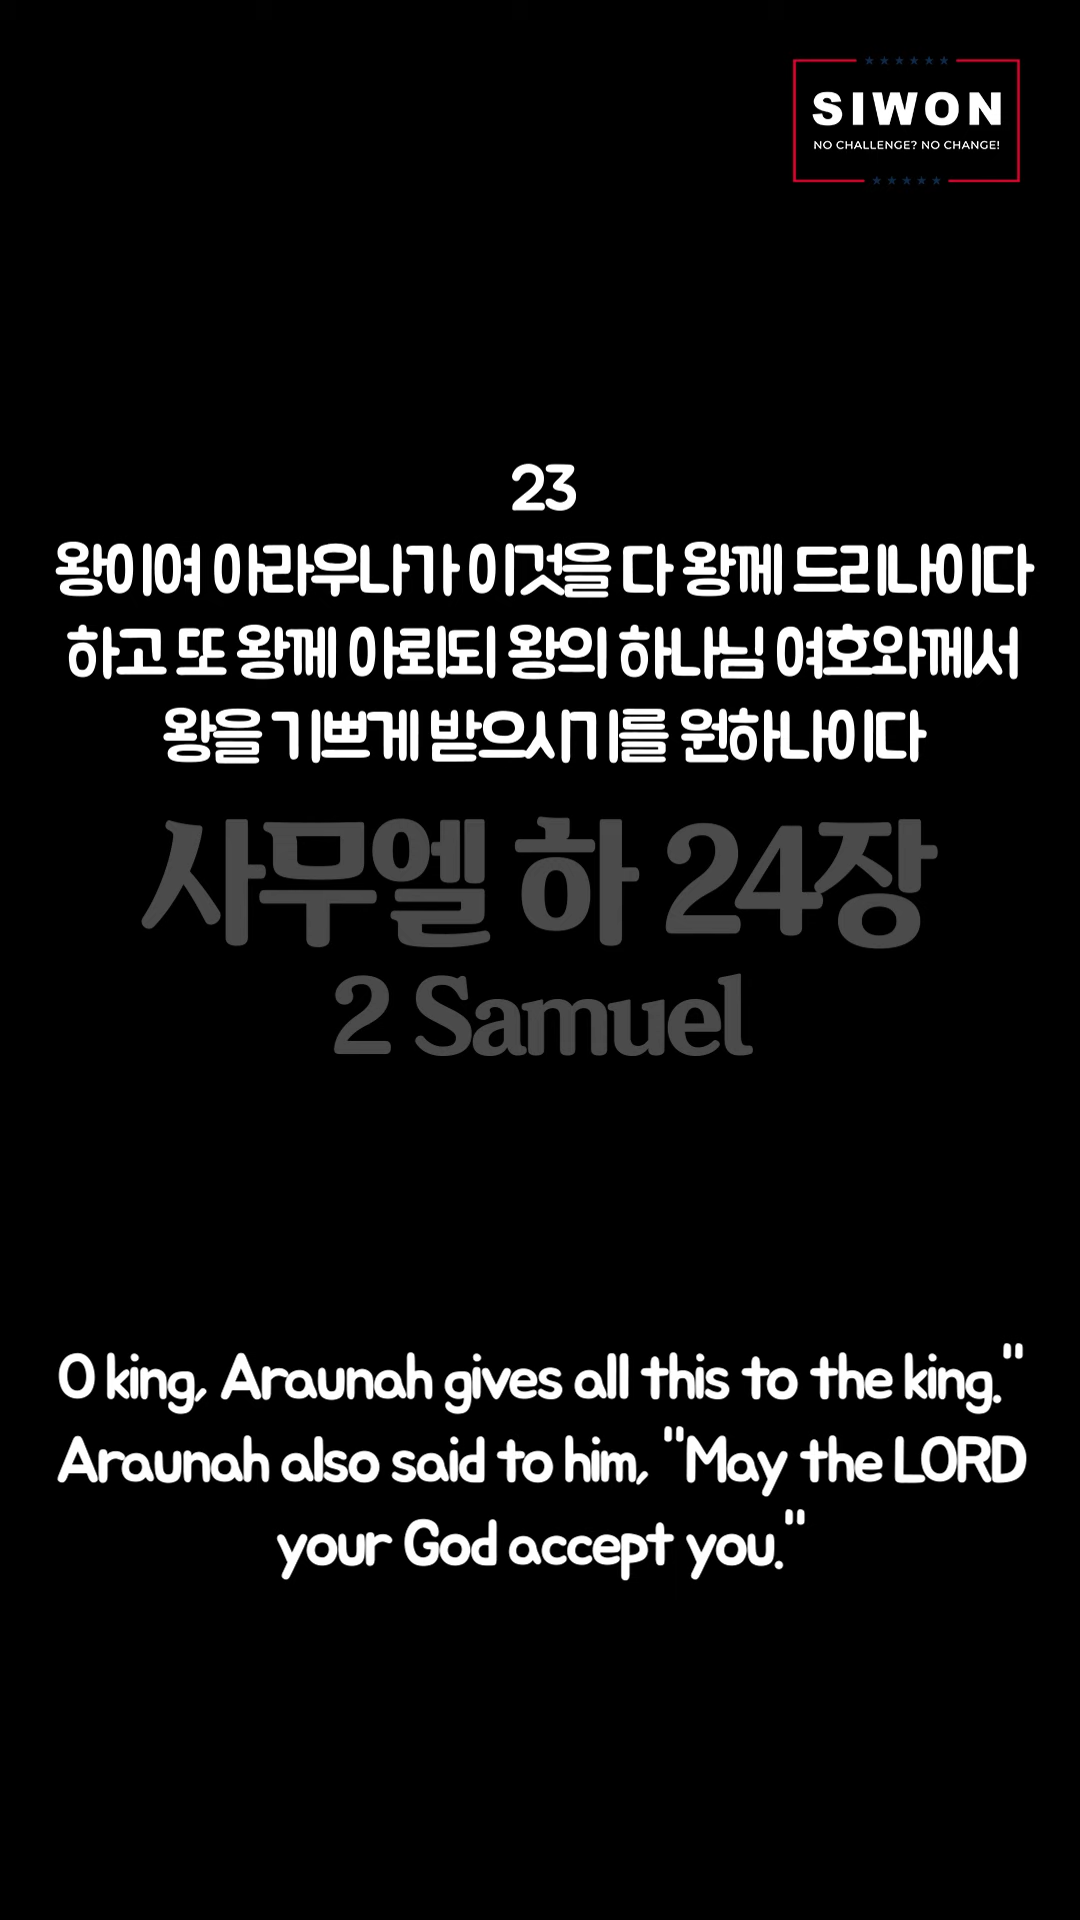 SIWON
NO CHALLENGE? NO CHANGE!
23
왕이여 아라우나가 이것을 다 왕께 드리나이다
하고 또 왕께 아뢰되 왕의 하나님 여호와께서
왕을 기쁘게 받으시기를 원하나이다
사무엘 하 24장
2 Samuel
O king, Araunah gives all this to the king."
Araunah also said to him, "May the LORD
your God accept you."